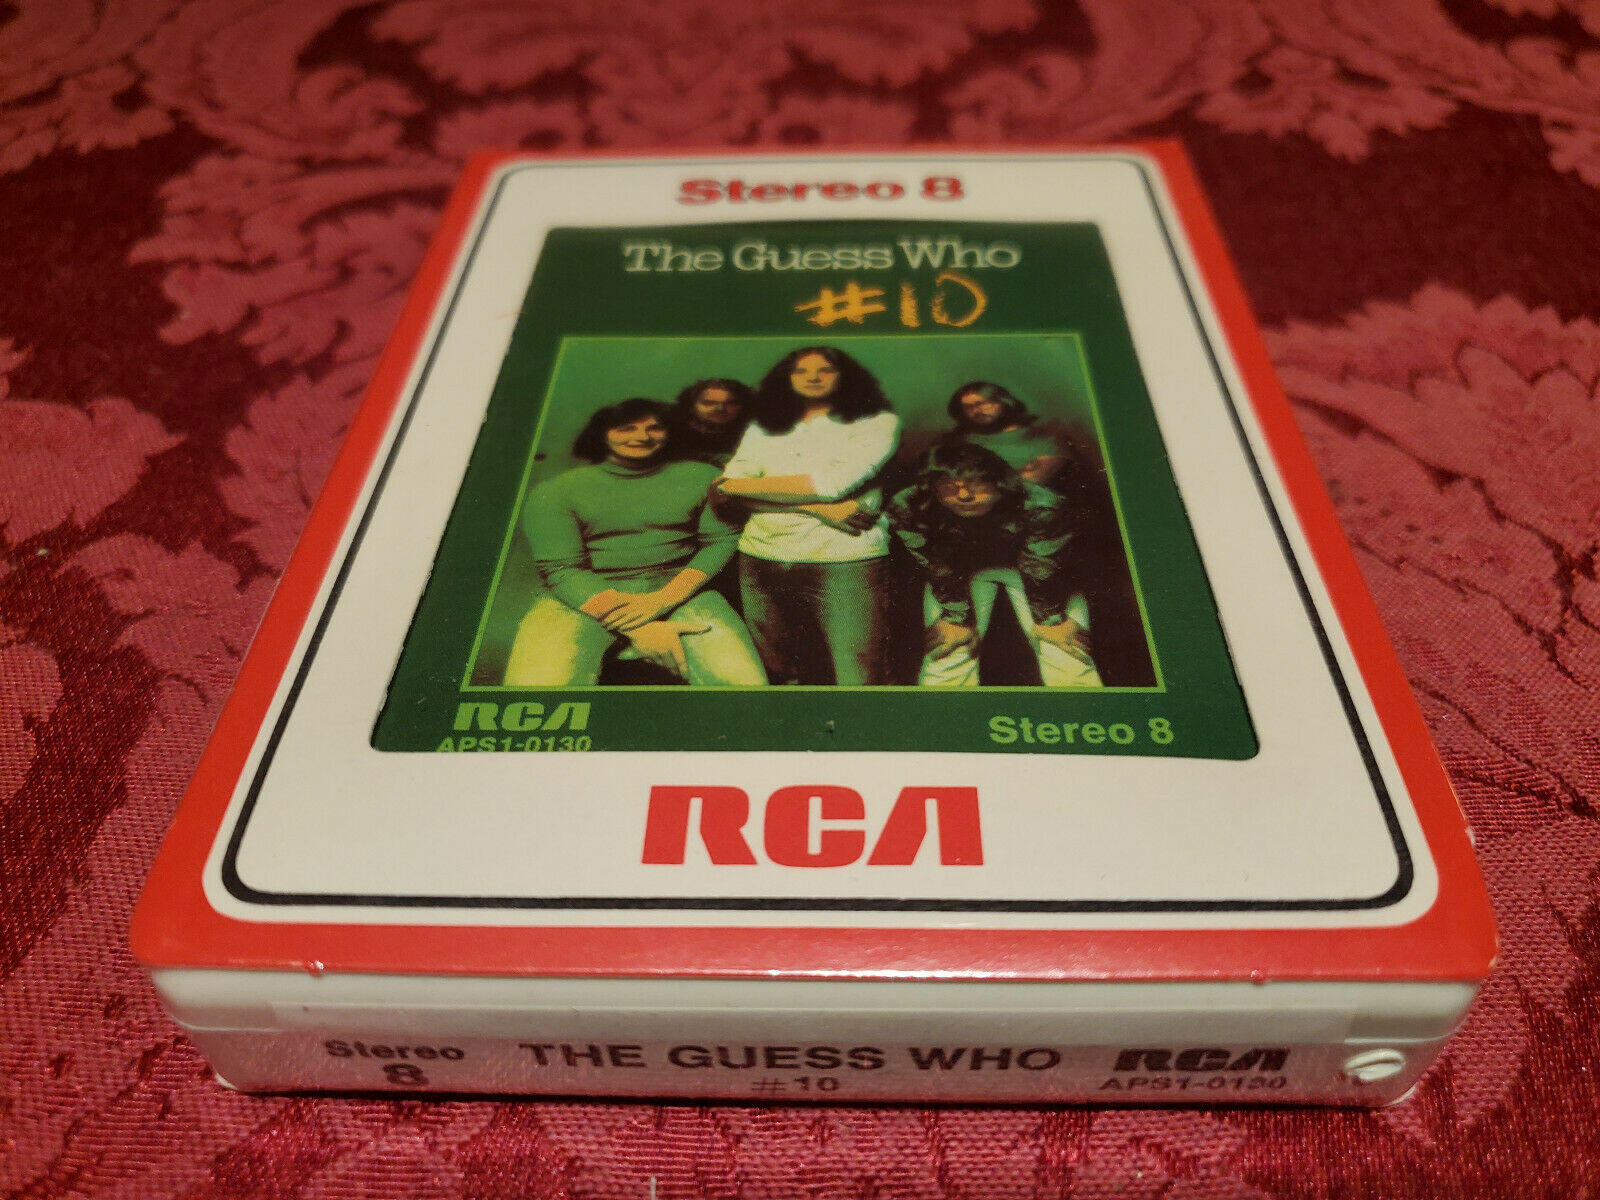 Stereo 8
The Guess Who
#10
RCA
APS1-0130
Stereo 8
RCA
Stereo
8
THE GUESS WHO
#10
RCA
APS1-0130